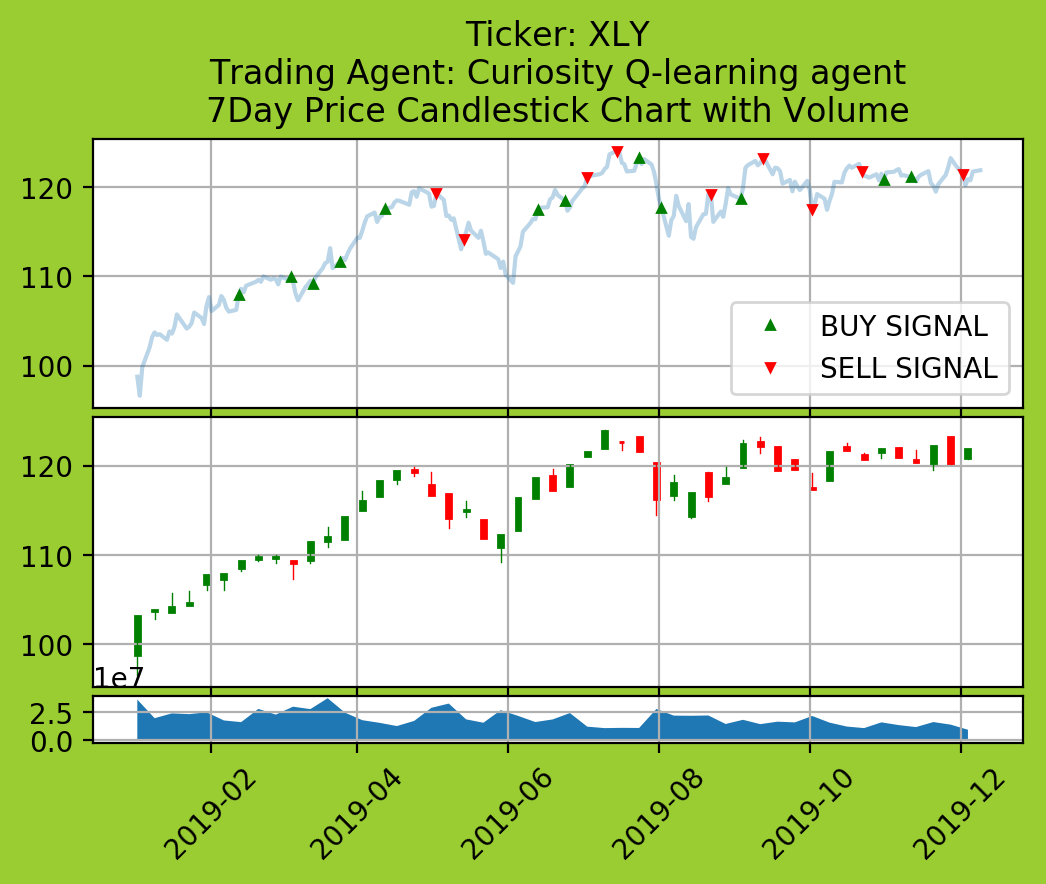 Ticker: XLY
Trading Agent: Curiosity Q-learning agent
7Day Price Candlestick Chart with Volume
120
110
100
BUY SIGNAL
SELL SIGNAL
120
110
100
1e7
2.5
0.0
2019-02
2019-04
2019-06
2019-08
2019-10
2019-12